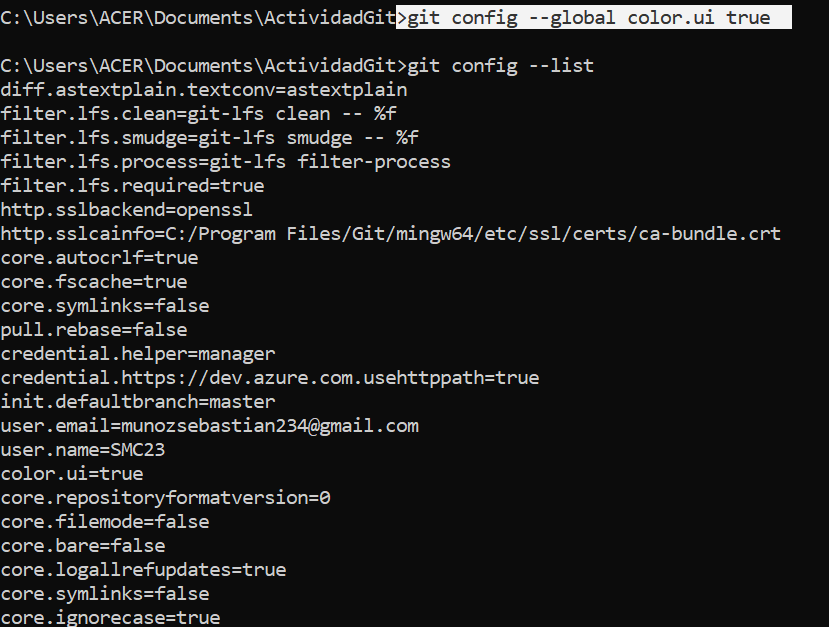 C:\Users\ACER\Documents\ActividadGit>git config --global color.ui true
C:\Users\ACER\Documents\ActividadGit>git config --list
diff.astextplain.textconv=astextplain
filter.lfs.clean=git-lfs clean -- %f
filter.lfs.smudge=git-lfs smudge -- %f
filter.lfs.process=git-lfs filter-process
filter.lfs.required=true
http.sslbackend=openssl
http.sslcainfo=C:/Program Files/Git/mingw64/etc/ssl/certs/ca-bundle.crt
core.autocrlf=true
core.fscache=true
core.symlinks=false
pull.rebase=false
credential.helper=manager
credential.https://dev.azure.com.usehttppath=true
init.defaultbranch=master
user.email=munozsebastian234@gmail.com
user.name=SMC23
color.ui=true
core.repositoryformatversion=0
core.filemode=false
core.bare=false
core.logallrefupdates=true
core.symlinks=false
core.ignorecase=true